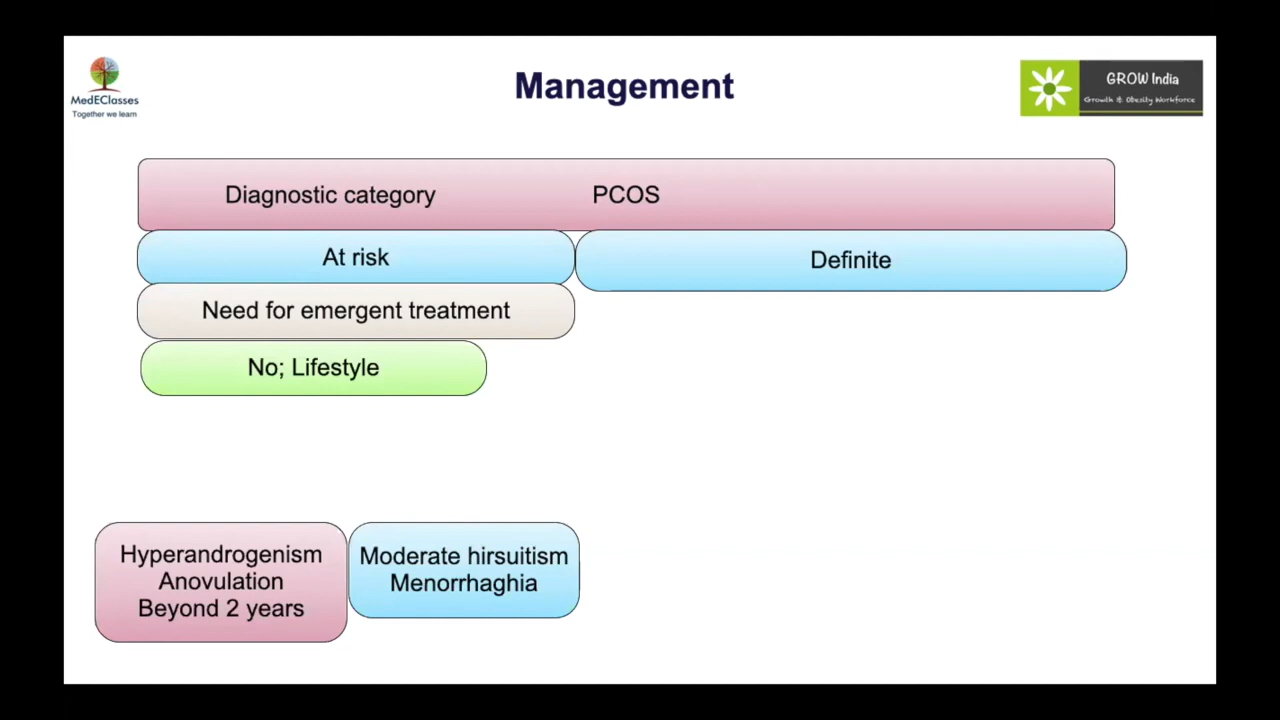 MedEClasses
Together we learn
Management
GROW India
Growth & Obesity Workforce
Diagnostic category PCOS
At risk
Definite
Need for emergent treatment
No; Lifestyle
Hyperandrogenism
Anovulation
Beyond 2 years
Moderate hirsuitism
Menorrhaghia